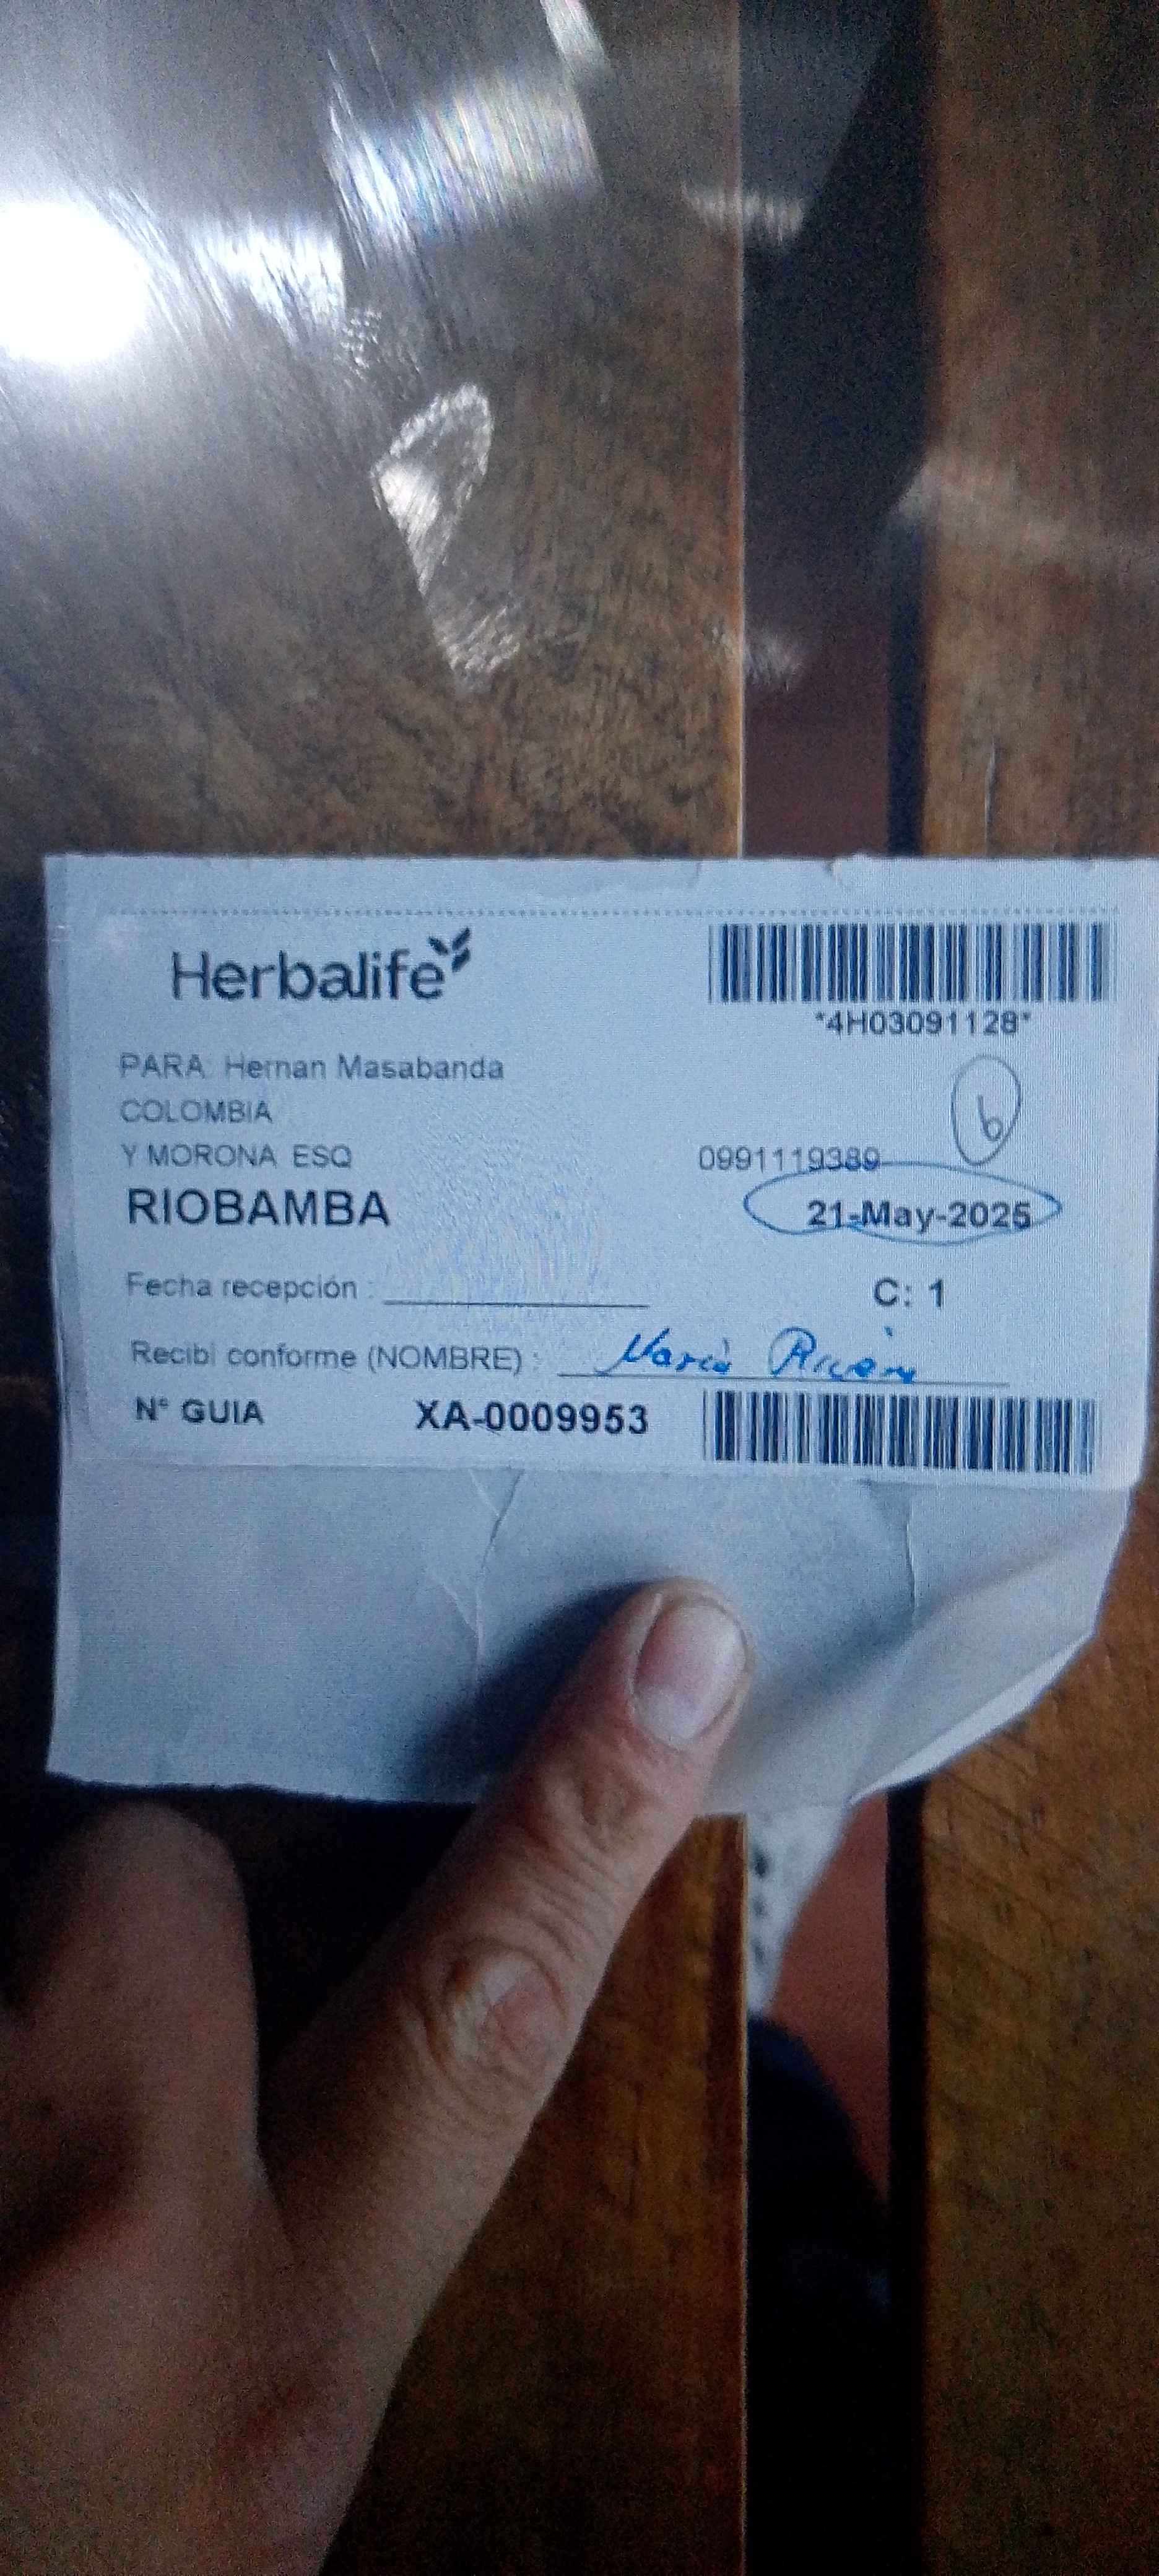 Herbalife
*4H03091128*
PARA: Hernan Masabanda
COLOMBIA
6
Y MORONA ESQ 0991119389
RIOBAMBA 21-May-2025
Fecha recepción :
C: 1
Recibi conforme (NOMBRE) : Maria
N° GUIA XA-0009953